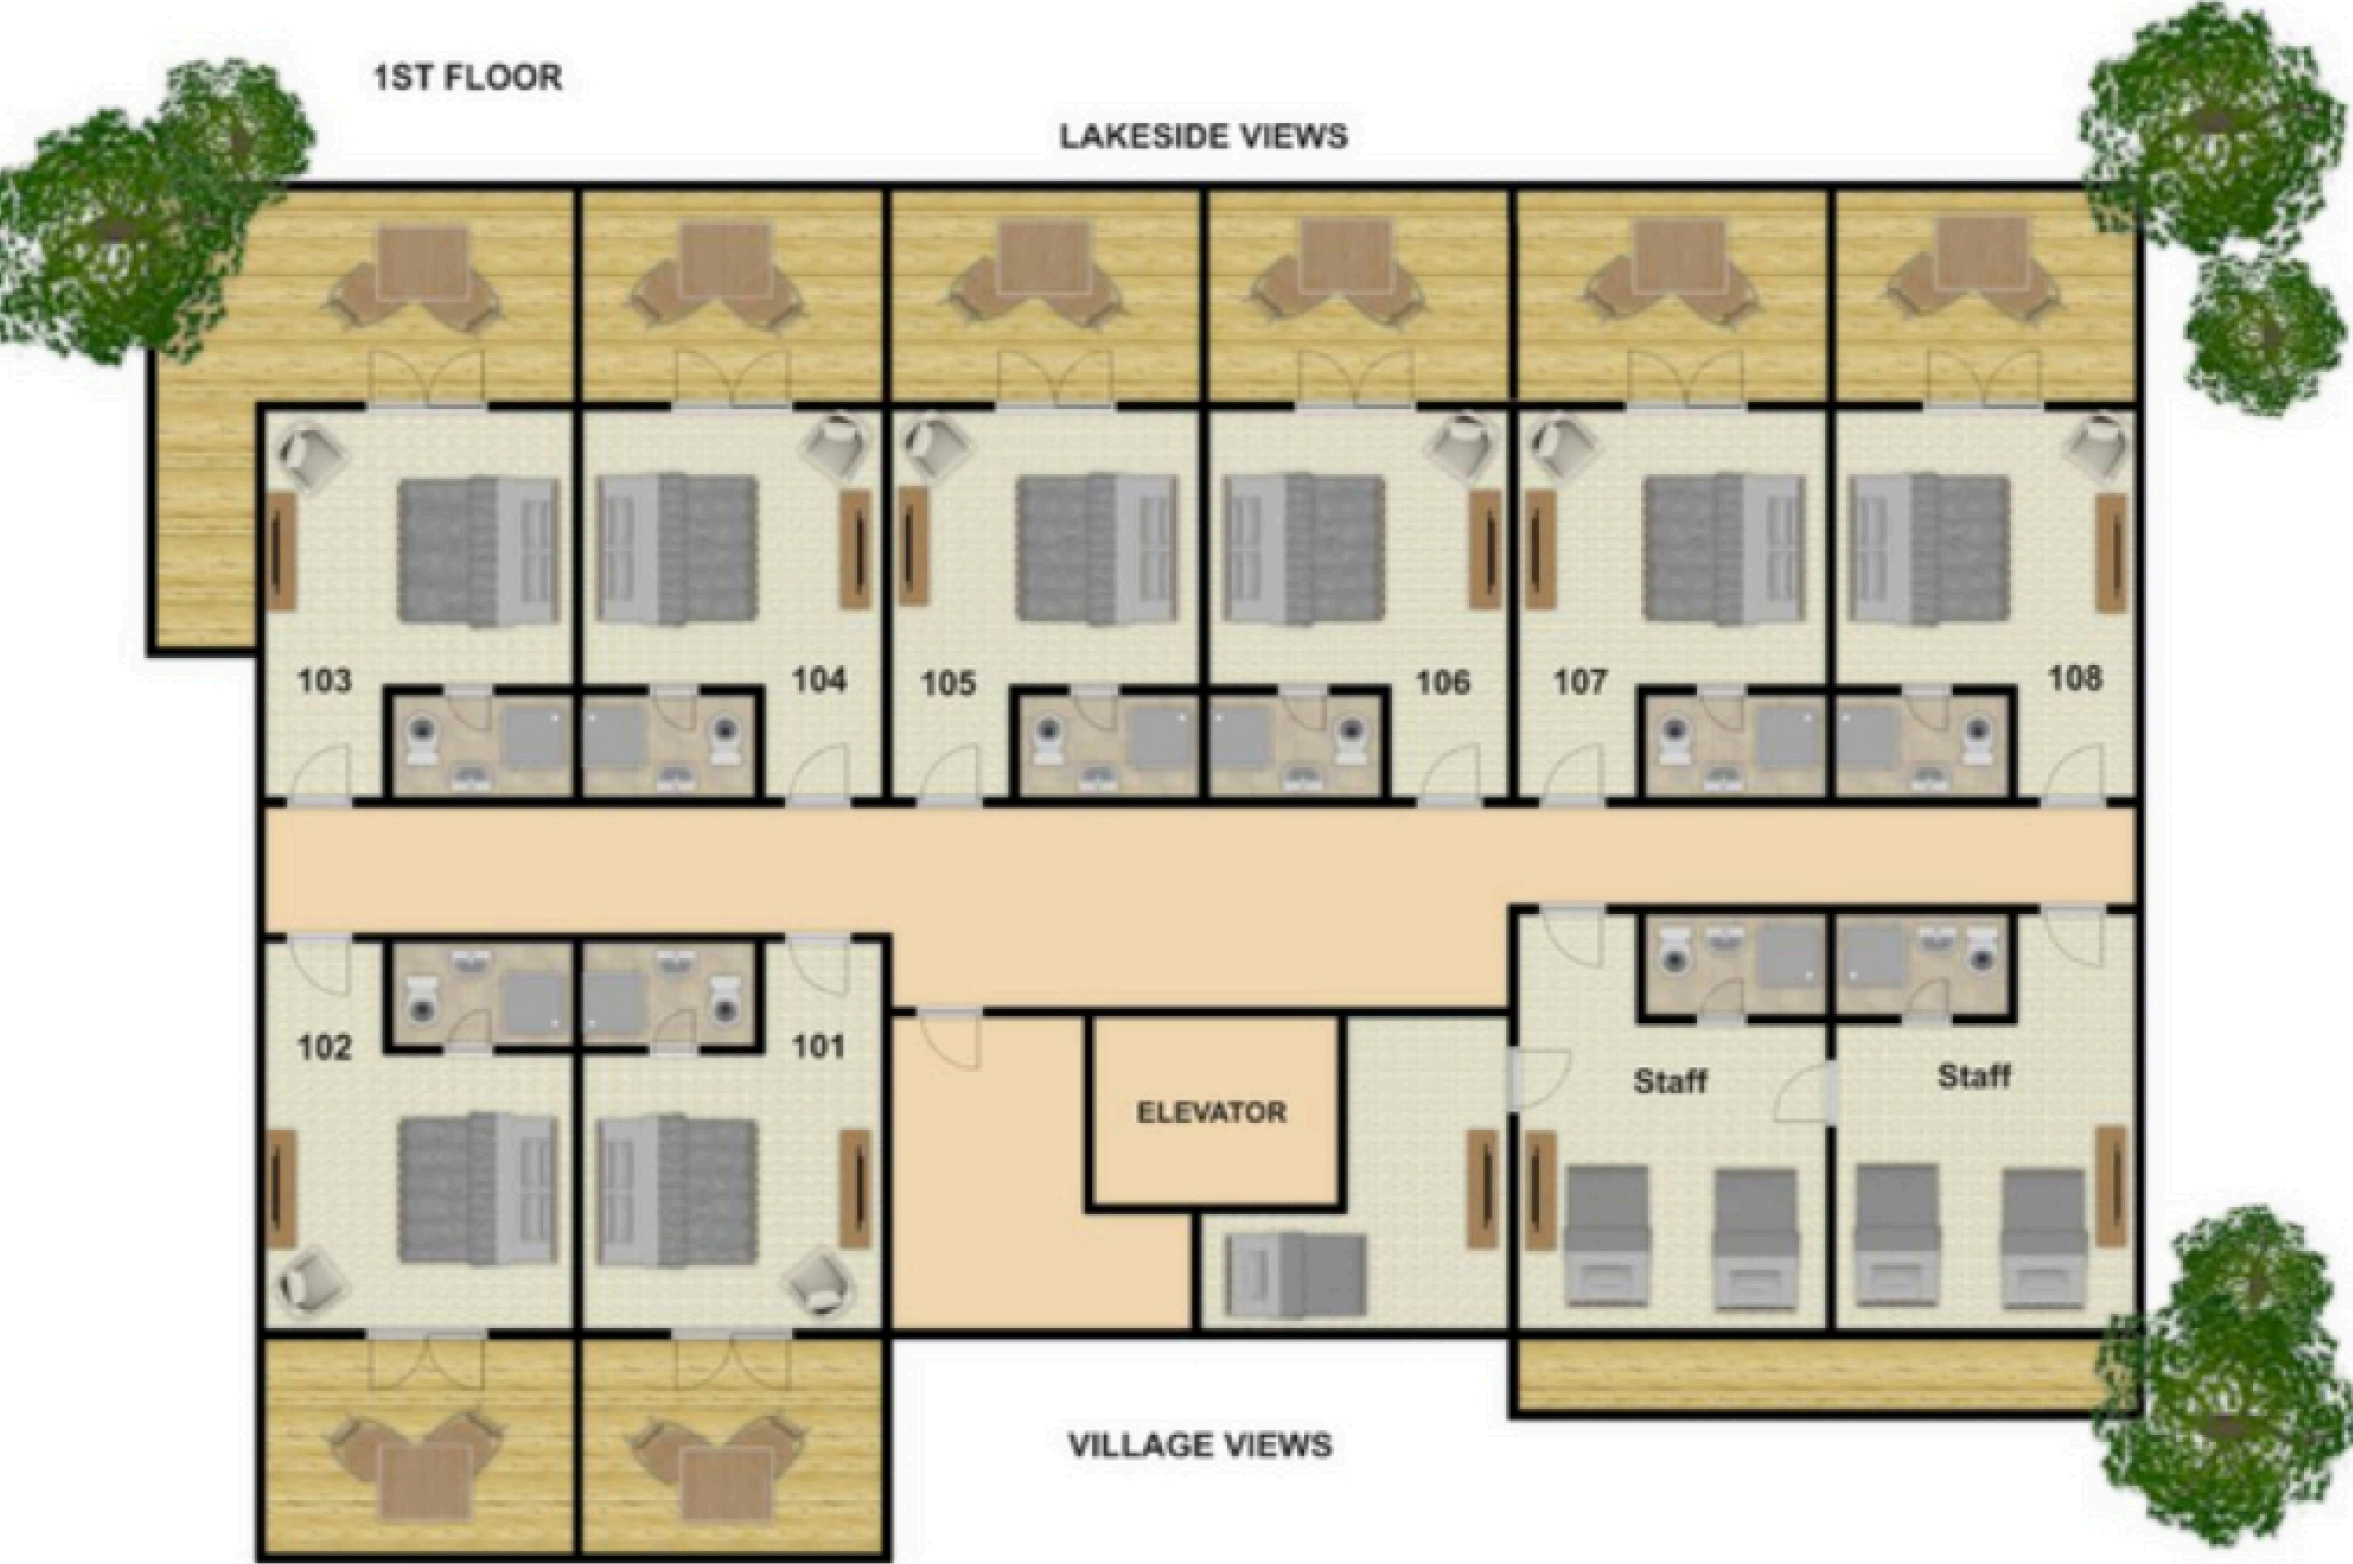 1ST FLOOR
LAKESIDE VIEWS
103
104
105
106
107
108
102
101
ELEVATOR
Staff
Staff
VILLAGE VIEWS